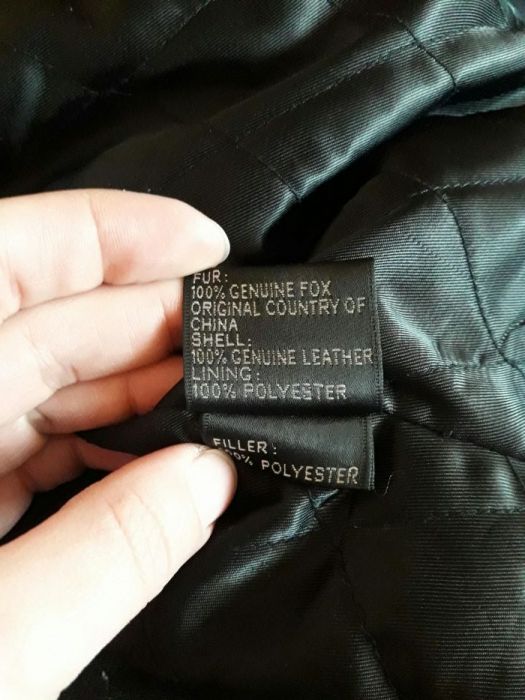 FUR:
100% GENUINE FOX
ORIGINAL COUNTRY OF
CHINA
SHELL:
100% GENUINE LEATHER
LINING:
100% POLYESTER
FILLER:
POLYESTER